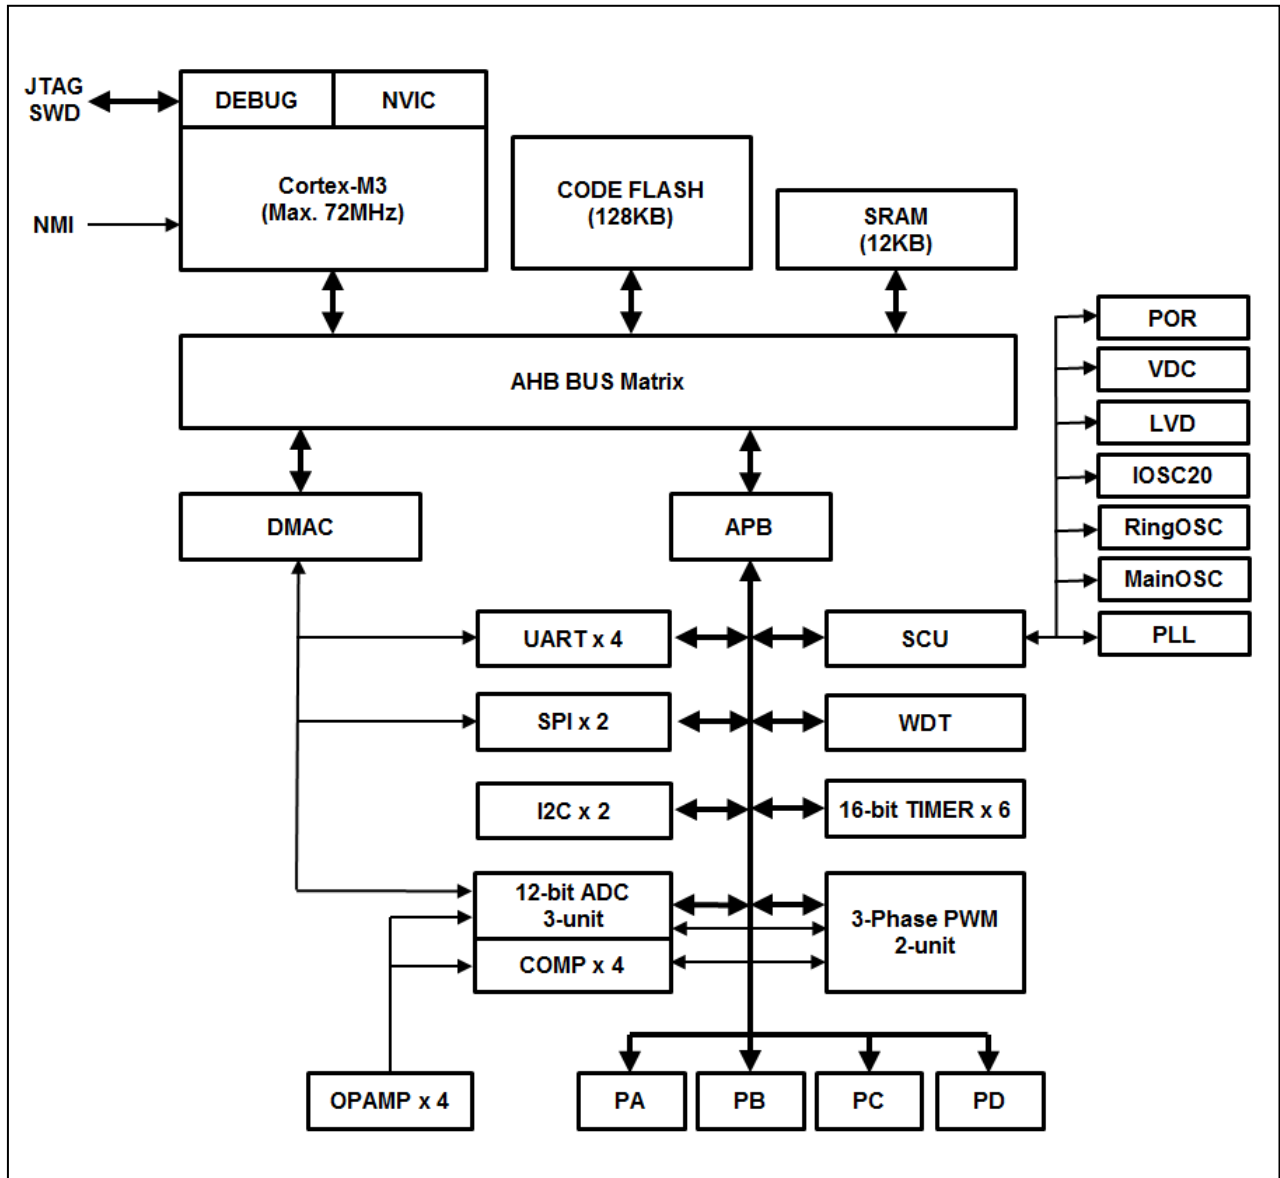 JTAG
SWD
DEBUG
NVIC
Cortex-M3
(Max. 72MHz)
NMI
CODE FLASH
(128KB)
SRAM
(12KB)
AHB BUS Matrix
POR
VDC
LVD
IOSC20
RingOSC
MainOSC
PLL
DMAC
APB
UART x 4
SCU
SPI x 2
WDT
I2C x 2
16-bit TIMER x 6
12-bit ADC
3-unit
COMP x 4
3-Phase PWM
2-unit
OPAMP x 4
PA
PB
PC
PD